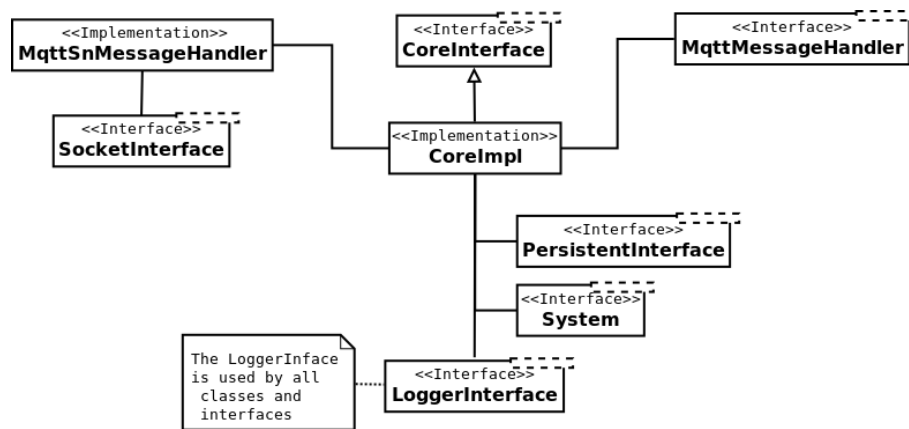 <<Implementation>>
MqttSnMessageHandler
<<Interface>>
CoreInterface
<<Interface>>
MqttMessageHandler
<<Interface>>
SocketInterface
<<Implementation>>
CoreImpl
<<Interface>>
PersistentInterface
<<Interface>>
System
The LoggerInface
is used by all
classes and
interfaces
<<Interface>>
LoggerInterface